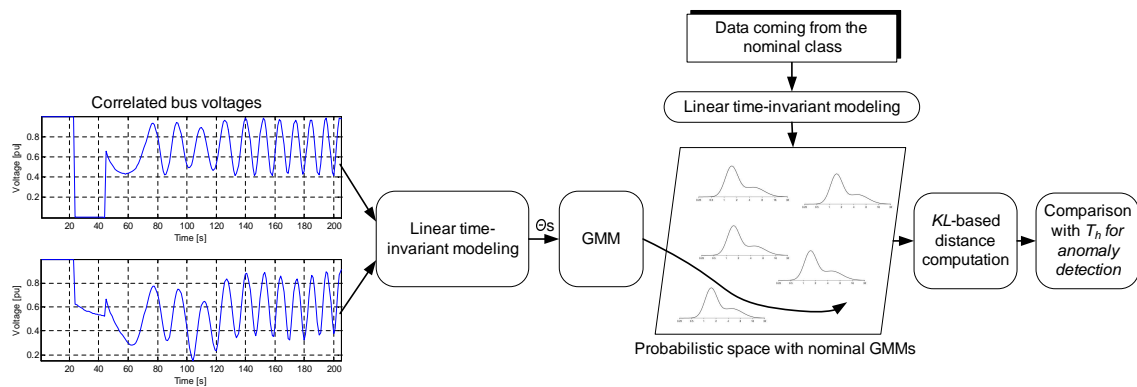 Data coming from the
nominal class
Linear time-invariant modeling
Correlated bus voltages
Voltage [pu]
0.8
0.6
0.4
0.2
20 40 60 80 100 120 140 160 180 200
Time [s]
Voltage [pu]
0.8
0.6
0.4
0.2
20 40 60 80 100 120 140 160 180 200
Time [s]
Linear time-
invariant modeling
Θs
GMM
Probabilistic space with nominal GMMs
KL-based
distance
computation
Comparison
with Th for
anomaly
detection